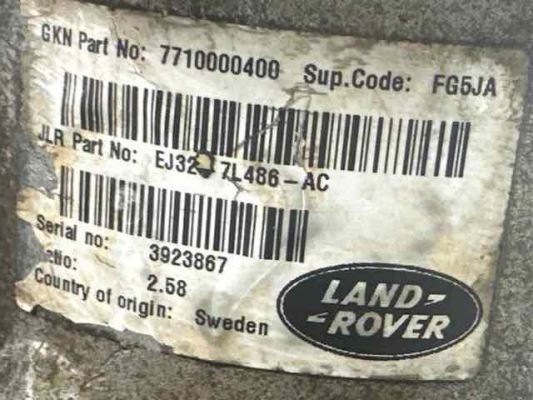 GKN Part No: 7710000400 Sup.Code: FG5JA
JLR Part No: EJ32 7L486-AC
Serial no: 3923867
tio: 2.58
Country of origin: Sweden
LAND-
-ROVER